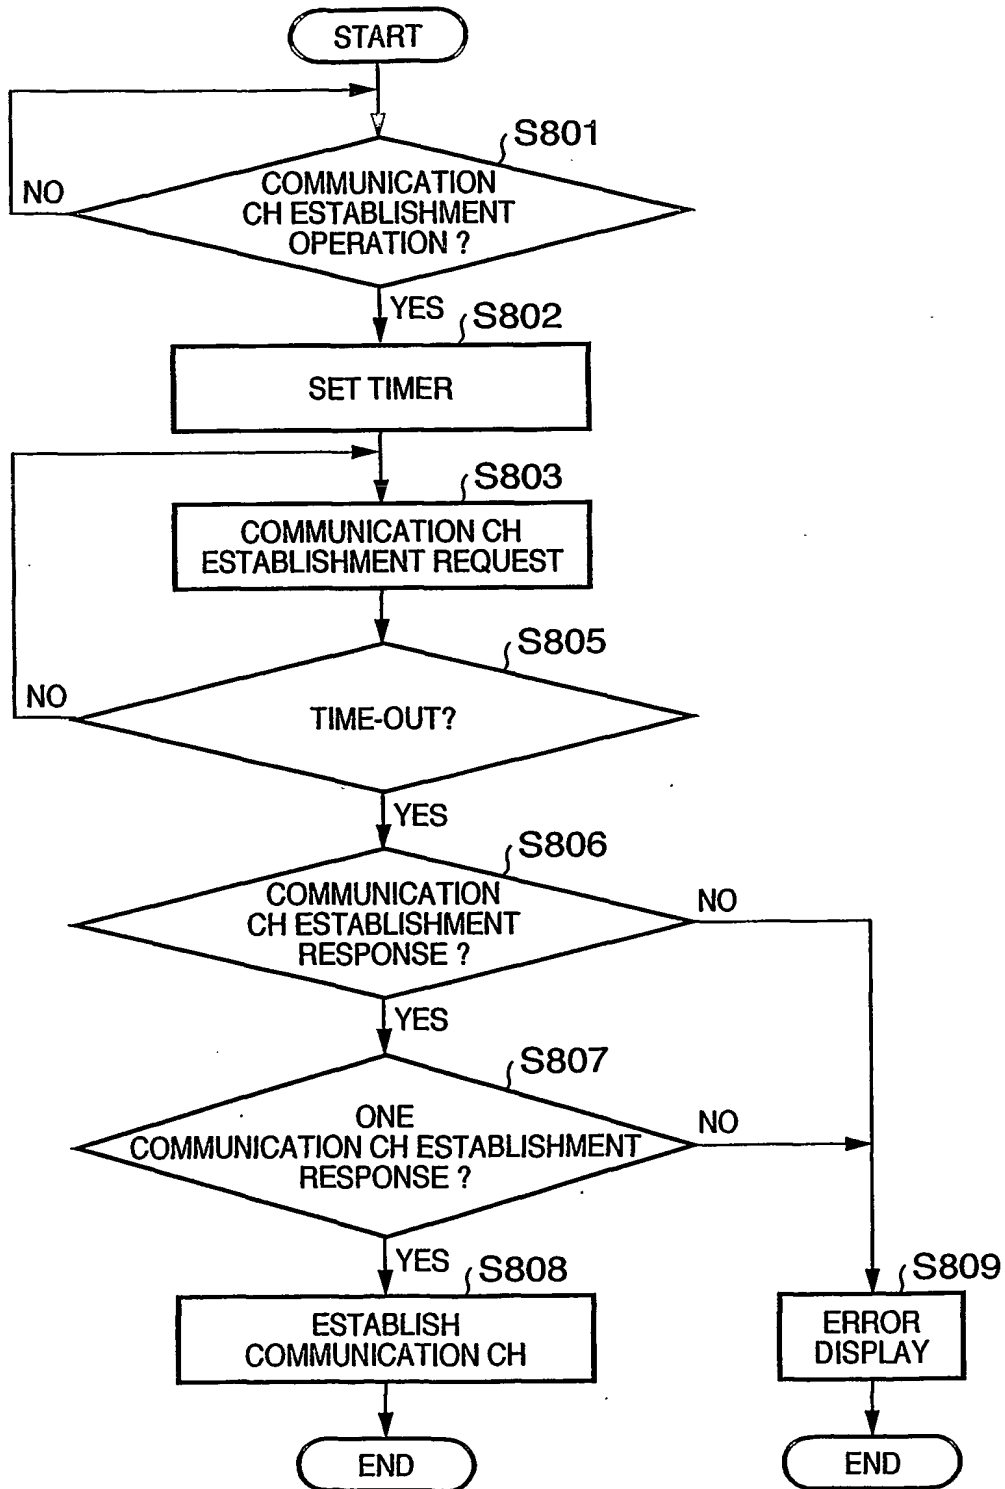 START
S801
NO
COMMUNICATION
CH ESTABLISHMENT
OPERATION ?
YES
S802
SET TIMER
S803
COMMUNICATION CH
ESTABLISHMENT REQUEST
S805
NO
TIME-OUT?
YES
S806
COMMUNICATION
CH ESTABLISHMENT
RESPONSE ?
NO
YES
S807
ONE
COMMUNICATION CH ESTABLISHMENT
RESPONSE ?
NO
YES
S808
ESTABLISH
COMMUNICATION CH
S809
ERROR
DISPLAY
END
END